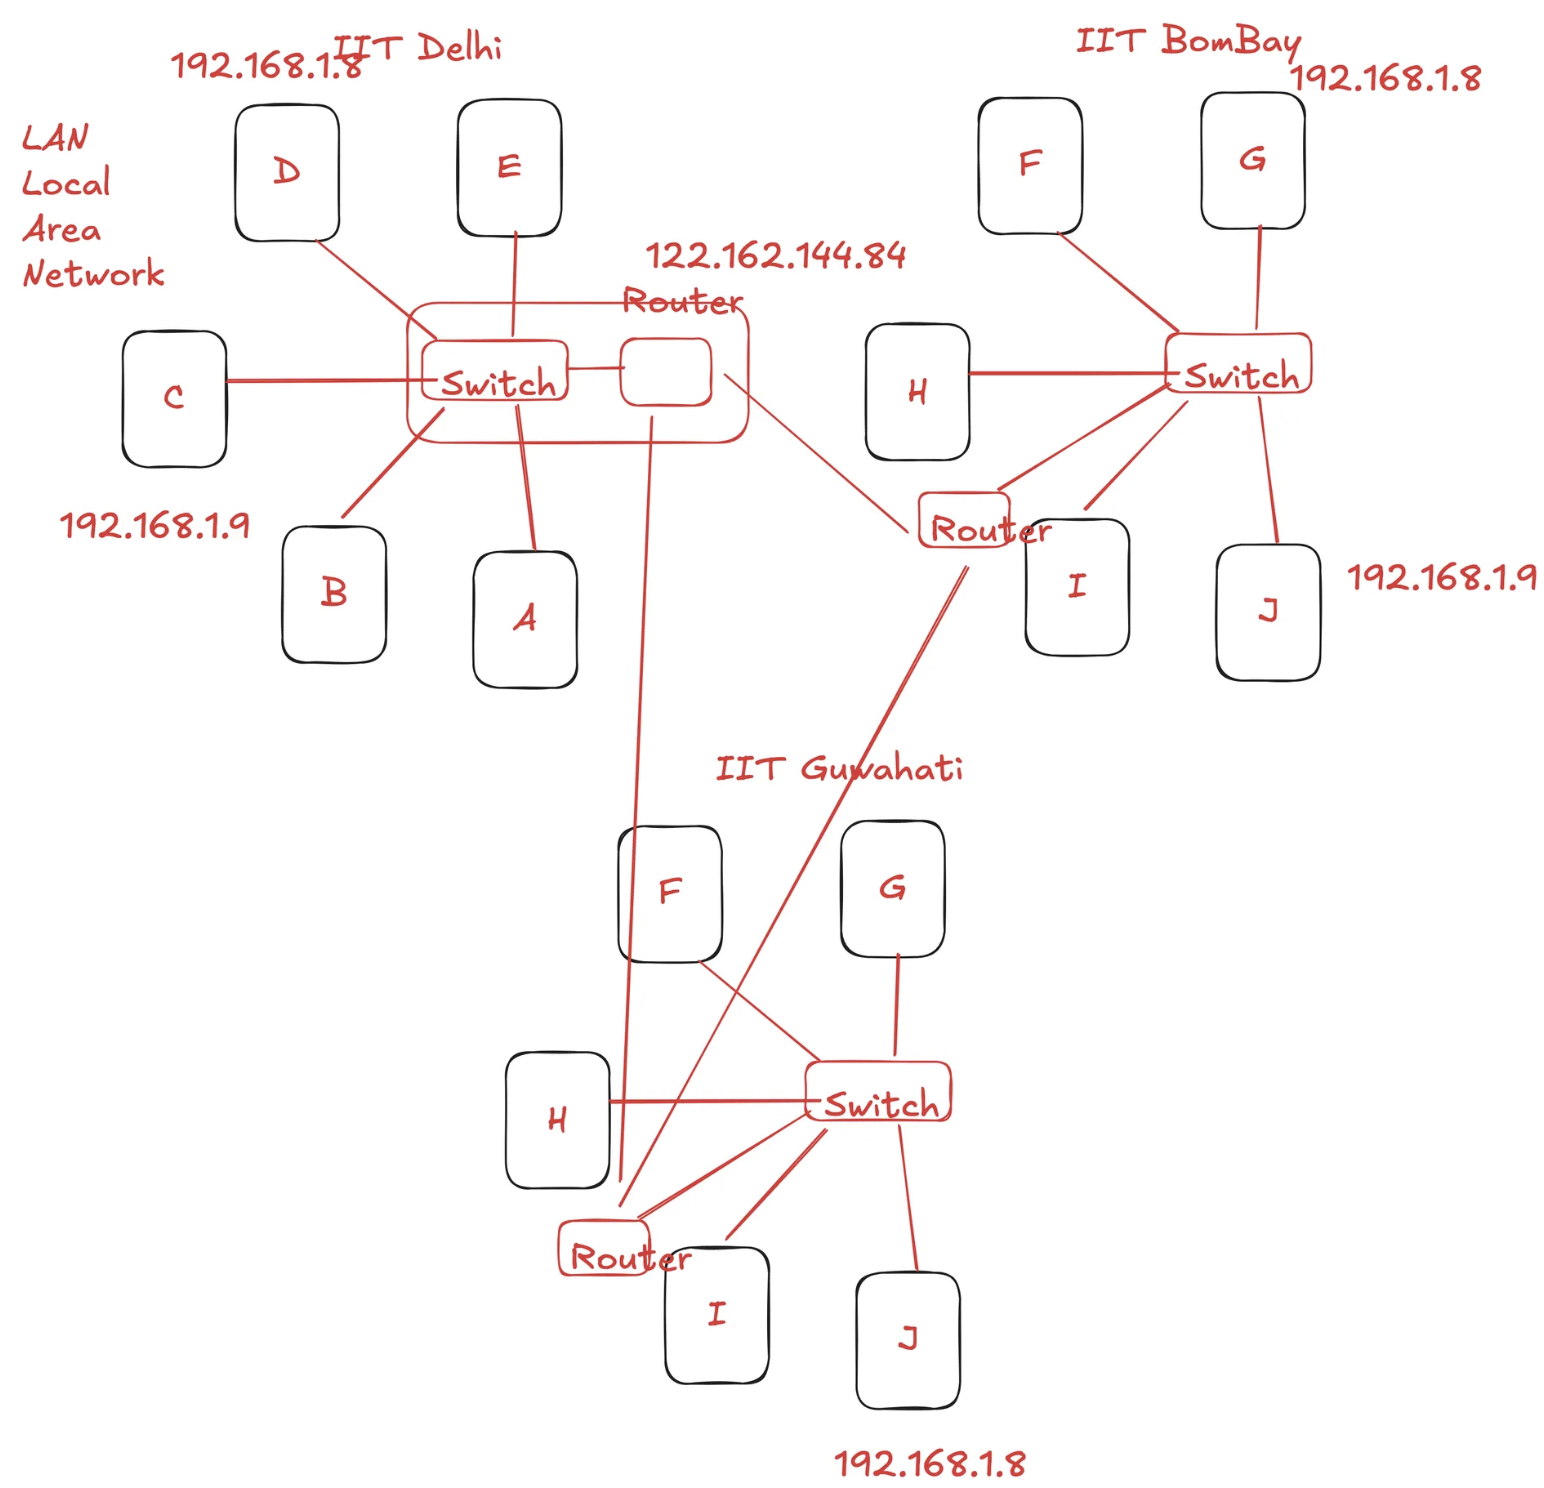 IIT Delhi
192.168.1.8
IIT BomBay
192.168.1.8
LAN
Local
Area
Network
D
E
F
G
122.162.144.84
Router
C
Switch
H
Switch
192.168.1.9
B
A
Router
I
J
192.168.1.9
IIT Guwahati
F
G
H
Switch
Router
I
J
192.168.1.8